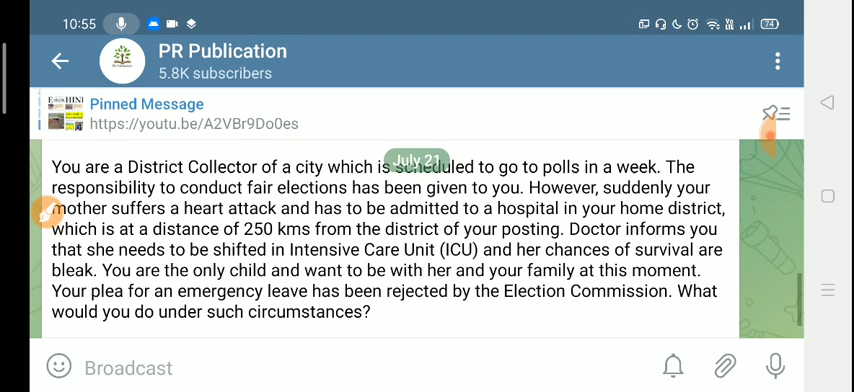 10:55
74
PR Publication
5.8K subscribers
Pinned Message
https://youtu.be/A2VBr9Do0es
July 21
You are a District Collector of a city which is scheduled to go to polls in a week. The
responsibility to conduct fair elections has been given to you. However, suddenly your
mother suffers a heart attack and has to be admitted to a hospital in your home district,
which is at a distance of 250 kms from the district of your posting. Doctor informs you
that she needs to be shifted in Intensive Care Unit (ICU) and her chances of survival are
bleak. You are the only child and want to be with her and your family at this moment.
Your plea for an emergency leave has been rejected by the Election Commission. What
would you do under such circumstances?
Broadcast